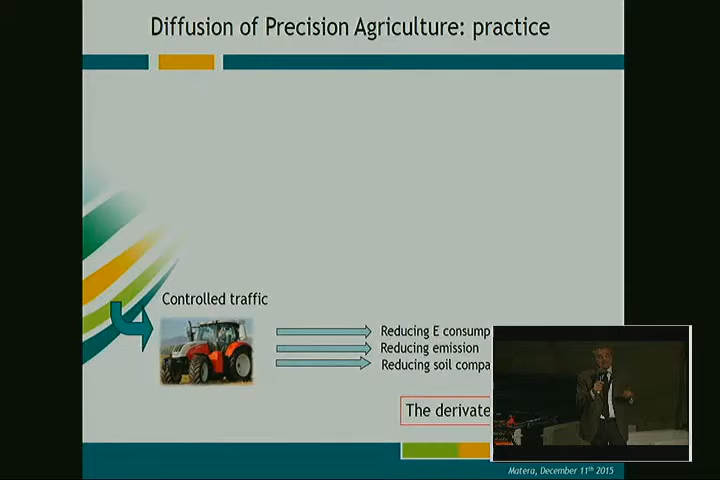 Diffusion of Precision Agriculture: practice
Controlled traffic
Reducing E consump
Reducing emission
Reducing soil compa
The derivate
Matera, December 11th 2015